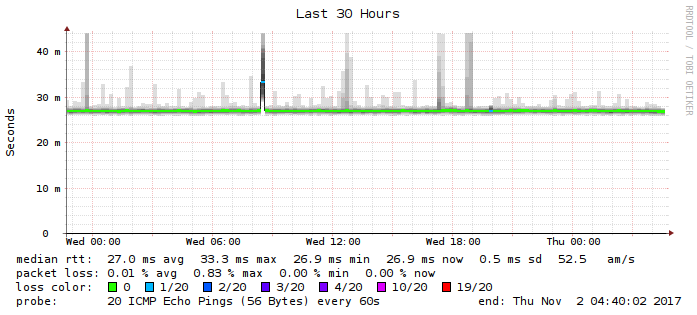 Last 30 Hours
RRDTOOL / TOBI OETIKER
Seconds
40 m
30 m
20 m
10 m
0
Wed 00:00 Wed 06:00 Wed 12:00 Wed 18:00 Thu 00:00
median rtt: 27.0 ms avg 33.3 ms max 26.9 ms min 26.9 ms now 0.5 ms sd 52.5 am/s
packet loss: 0.01 % avg 0.83 % max 0.00 % min 0.00 % now
loss color: 0 1/20 2/20 3/20 4/20 10/20 19/20
probe: 20 ICMP Echo Pings (56 Bytes) every 60s end: Thu Nov 2 04:40:02 2017